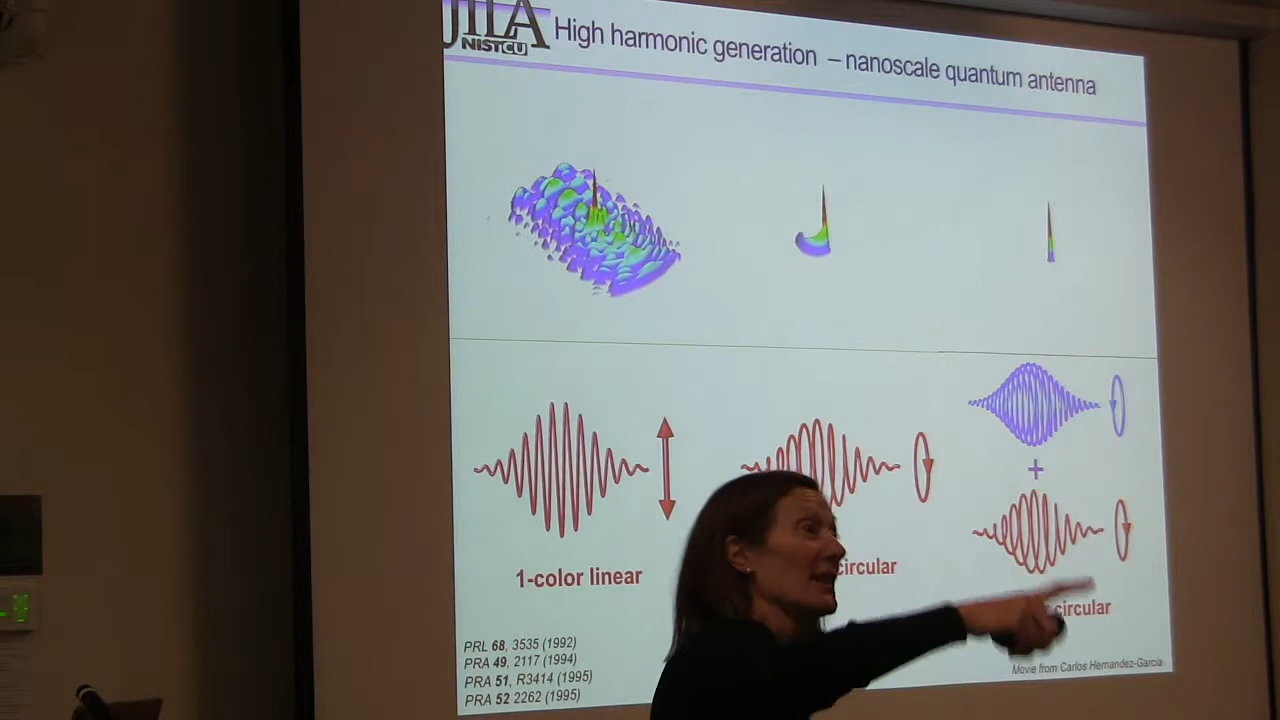 JILA
NIST CU
High harmonic generation – nanoscale quantum antenna
+
1-color linear
circular
circular
PRL 68, 3535 (1992)
PRA 49, 2117 (1994)
PRA 51, R3414 (1995)
PRA 52 2262 (1995)
Movie from Carlos Hernandez-Garcia